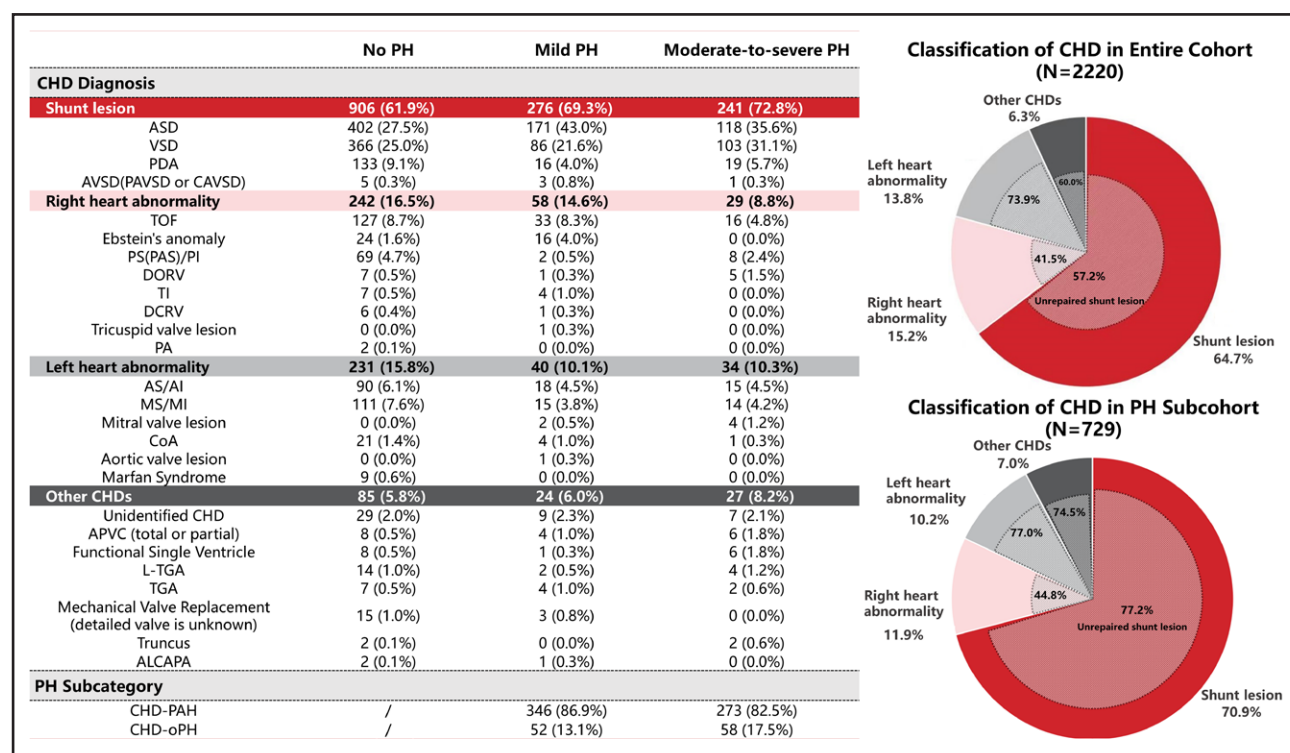 No PH Mild PH Moderate-to-severe PH
CHD Diagnosis
Shunt lesion 906 (61.9%) 276 (69.3%) 241 (72.8%)
ASD 402 (27.5%) 171 (43.0%) 118 (35.6%)
VSD 366 (25.0%) 86 (21.6%) 103 (31.1%)
PDA 133 (9.1%) 16 (4.0%) 19 (5.7%)
AVSD(PAVSD or CAVSD) 5 (0.3%) 3 (0.8%) 1 (0.3%)
Right heart abnormality 242 (16.5%) 58 (14.6%) 29 (8.8%)
TOF 127 (8.7%) 33 (8.3%) 16 (4.8%)
Ebstein's anomaly 24 (1.6%) 16 (4.0%) 0 (0.0%)
PS(PAS)/PI 69 (4.7%) 2 (0.5%) 8 (2.4%)
DORV 7 (0.5%) 1 (0.3%) 5 (1.5%)
TI 7 (0.5%) 4 (1.0%) 0 (0.0%)
DCRV 6 (0.4%) 1 (0.3%) 0 (0.0%)
Tricuspid valve lesion 0 (0.0%) 1 (0.3%) 0 (0.0%)
PA 2 (0.1%) 0 (0.0%) 0 (0.0%)
Left heart abnormality 231 (15.8%) 40 (10.1%) 34 (10.3%)
AS/AI 90 (6.1%) 18 (4.5%) 15 (4.5%)
MS/MI 111 (7.6%) 15 (3.8%) 14 (4.2%)
Mitral valve lesion 0 (0.0%) 2 (0.5%) 4 (1.2%)
CoA 21 (1.4%) 4 (1.0%) 1 (0.3%)
Aortic valve lesion 0 (0.0%) 1 (0.3%) 0 (0.0%)
Marfan Syndrome 9 (0.6%) 0 (0.0%) 0 (0.0%)
Other CHDs 85 (5.8%) 24 (6.0%) 27 (8.2%)
Unidentified CHD 29 (2.0%) 9 (2.3%) 7 (2.1%)
APVC (total or partial) 8 (0.5%) 4 (1.0%) 6 (1.8%)
Functional Single Ventricle 8 (0.5%) 1 (0.3%) 6 (1.8%)
L-TGA 14 (1.0%) 2 (0.5%) 4 (1.2%)
TGA 7 (0.5%) 4 (1.0%) 2 (0.6%)
Mechanical Valve Replacement
(detailed valve is unknown) 15 (1.0%) 3 (0.8%) 0 (0.0%)
Truncus 2 (0.1%) 0 (0.0%) 2 (0.6%)
ALCAPA 2 (0.1%) 1 (0.3%) 0 (0.0%)
PH Subcategory
CHD-PAH / 346 (86.9%) 273 (82.5%)
CHD-oPH / 52 (13.1%) 58 (17.5%)
Classification of CHD in Entire Cohort
(N=2220)
Other CHDs
6.3%
60.0%
Left heart
abnormality
13.8%
73.9%
41.5%
57.2%
Unrepaired shunt lesion
Right heart
abnormality
15.2%
Shunt lesion
64.7%
Classification of CHD in PH Subcohort
(N=729)
Other CHDs
7.0%
74.5%
Left heart
abnormality
10.2%
77.0%
44.8%
77.2%
Unrepaired shunt lesion
Right heart
abnormality
11.9%
Shunt lesion
70.9%